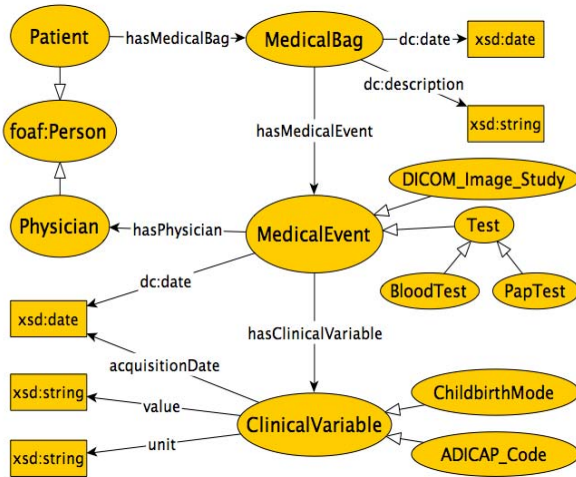 Patient
hasMedicalBag
MedicalBag
dc:date
xsd:date
dc:description
foaf:Person
xsd:string
hasMedicalEvent
DICOM_Image_Study
Physician
hasPhysician
MedicalEvent
Test
dc:date
BloodTest
PapTest
xsd:date
hasClinicalVariable
acquisitionDate
ChildbirthMode
xsd:string
value
ClinicalVariable
unit
xsd:string
ADICAP_Code